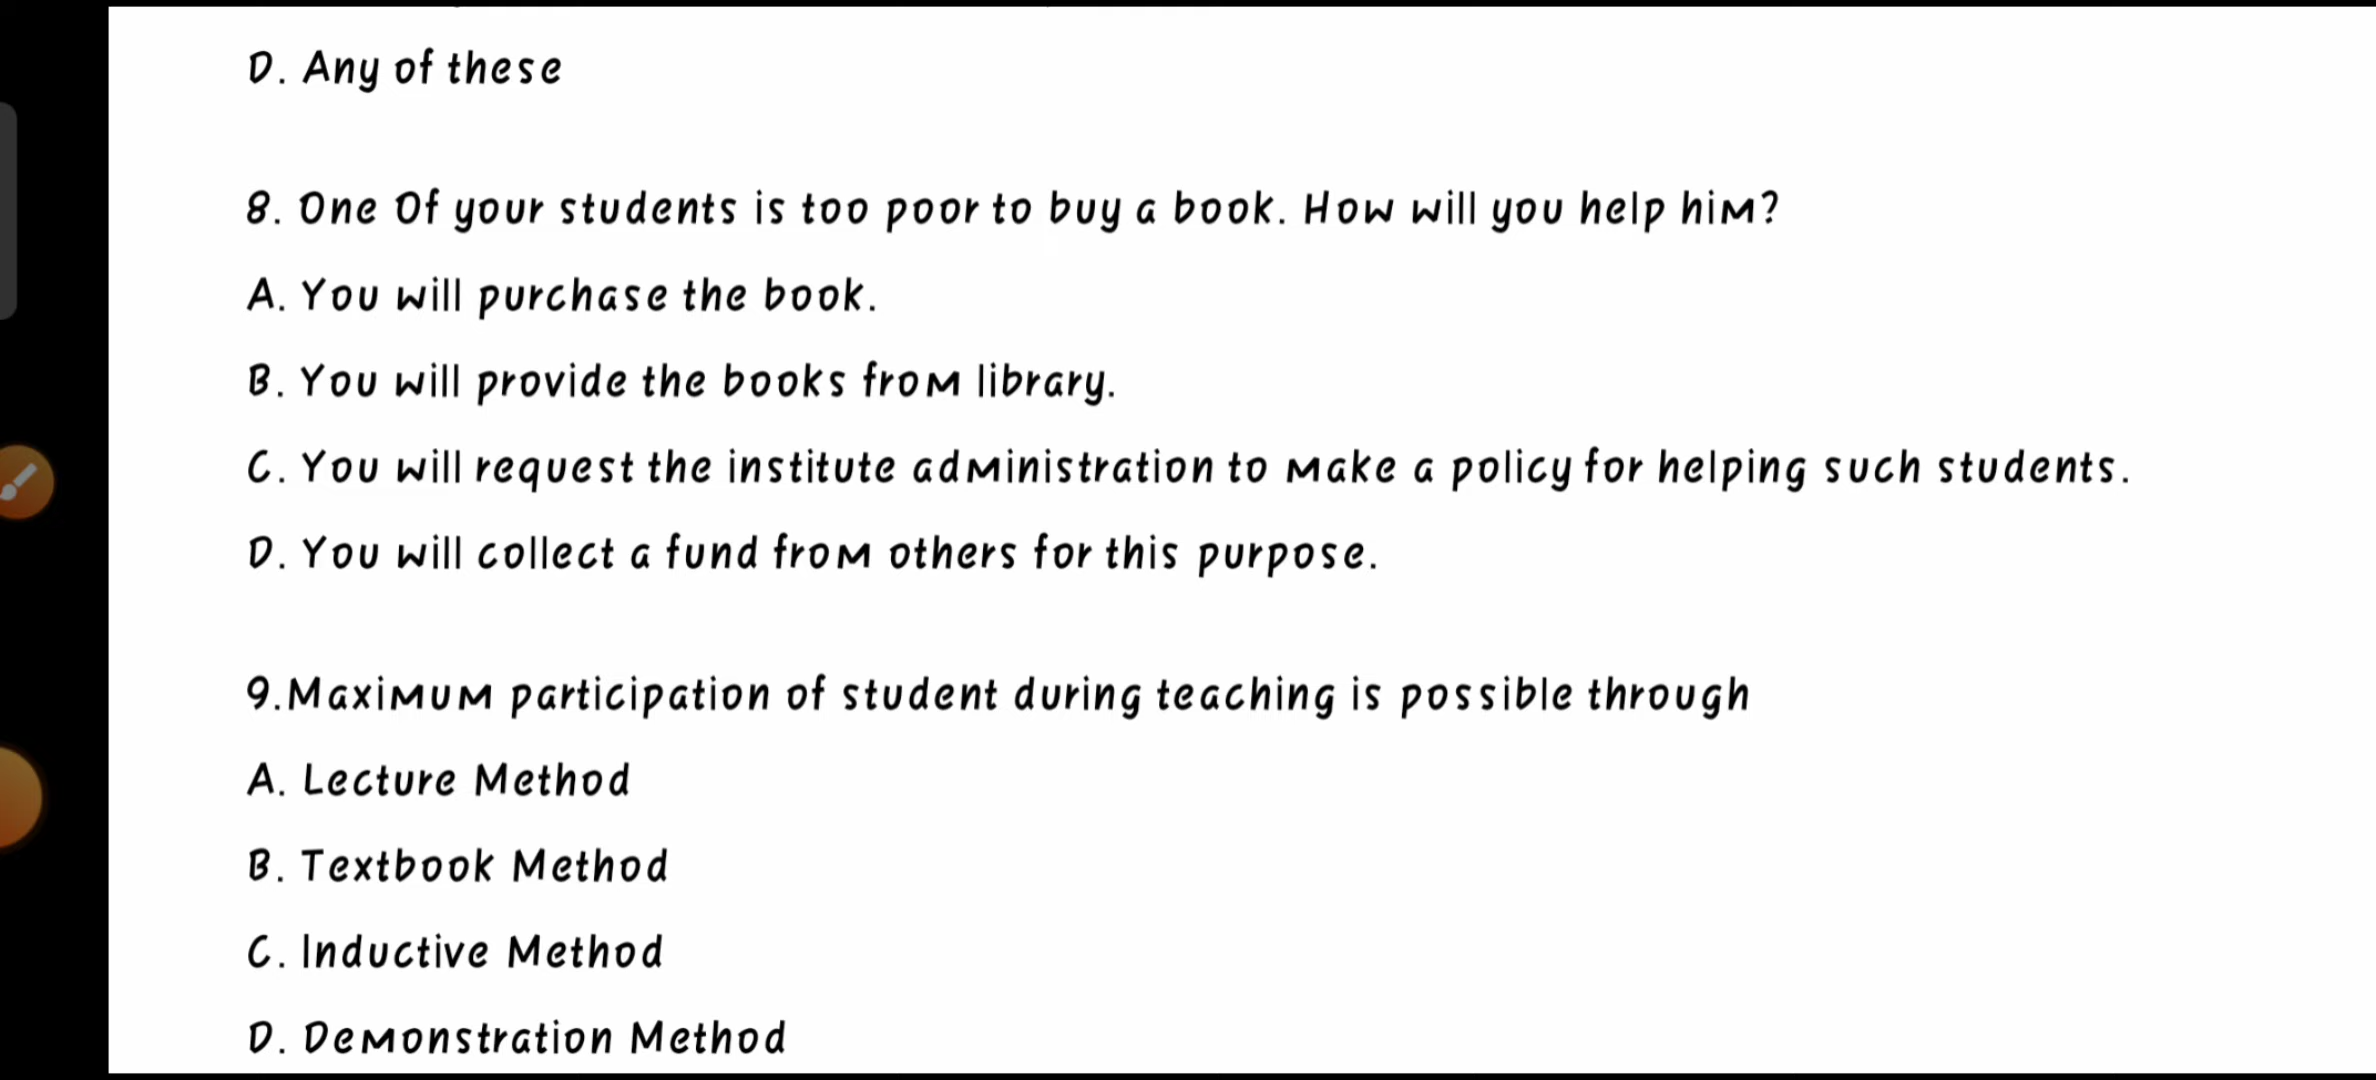 D. Any of these
8. One Of your students is too poor to buy a book. How will you help him?
A. You will purchase the book.
B. You will provide the books from library.
C. You will request the institute administration to make a policy for helping such students.
D. You will collect a fund from others for this purpose.
9.Maximum participation of student during teaching is possible through
A. Lecture Method
B. Textbook Method
C. Inductive Method
D. Demonstration Method